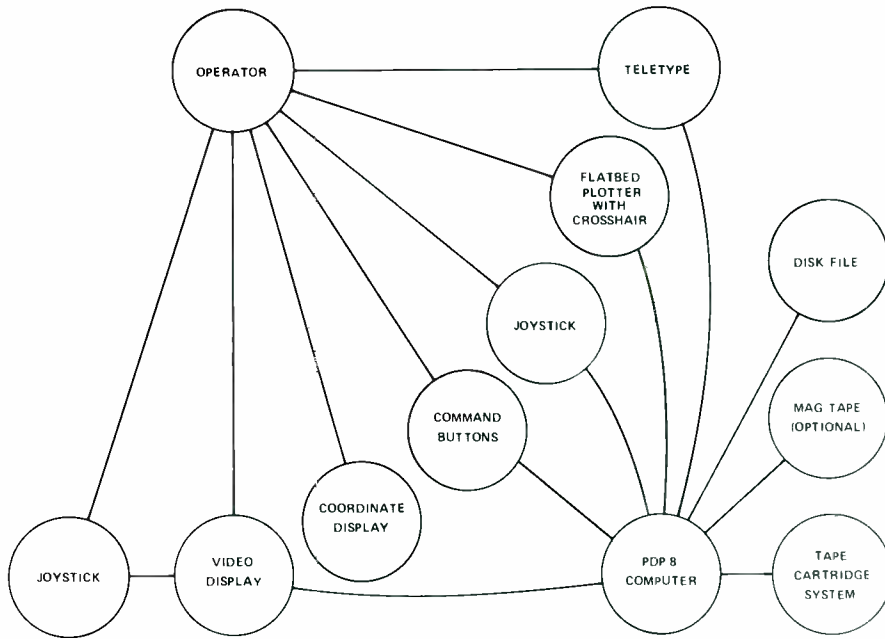 OPERATOR
TELETYPE
FLATBED
PLOTTER
WITH
CROSSHAIR
DISK FILE
JOYSTICK
MAG TAPE
(OPTIONAL)
COMMAND
BUTTONS
COORDINATE
DISPLAY
JOYSTICK
VIDEO
DISPLAY
PDP 8
COMPUTER
TAPE
CARTRIDGE
SYSTEM